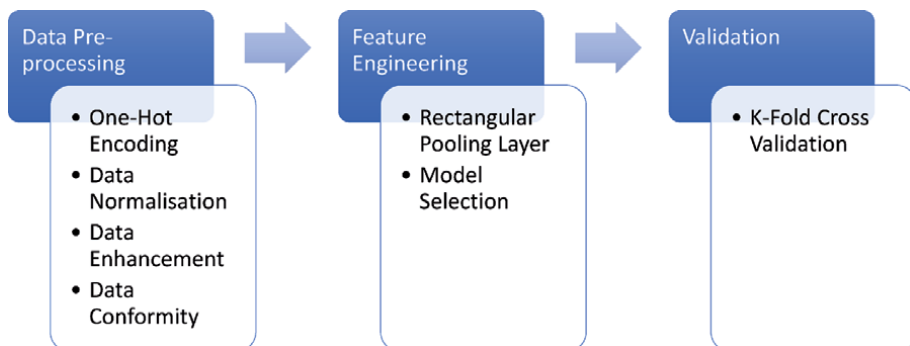 Data Pre-
processing
• One-Hot
Encoding
• Data
Normalisation
• Data
Enhancement
• Data
Conformity
Feature
Engineering
• Rectangular
Pooling Layer
• Model
Selection
Validation
• K-Fold Cross
Validation